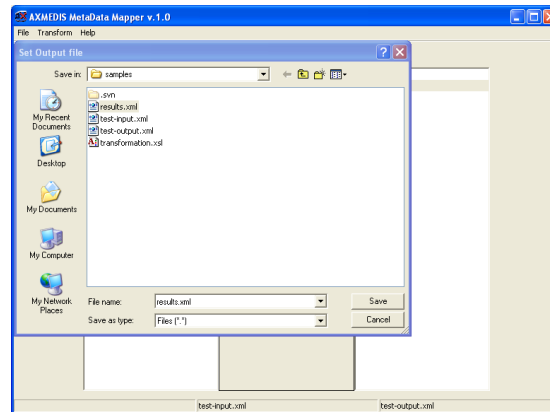 AXMEDIS MetaData Mapper v.1.0
File Transform Help
Set Output file
Save in: samples
.svn
results.xml
test-input.xml
test-output.xml
transformation.xsl
My Recent
Documents
Desktop
My Documents
My Computer
My Network
Places
File name: results.xml Save
Save as type: Files (*.*) Cancel
test-input.xml test-output.xml